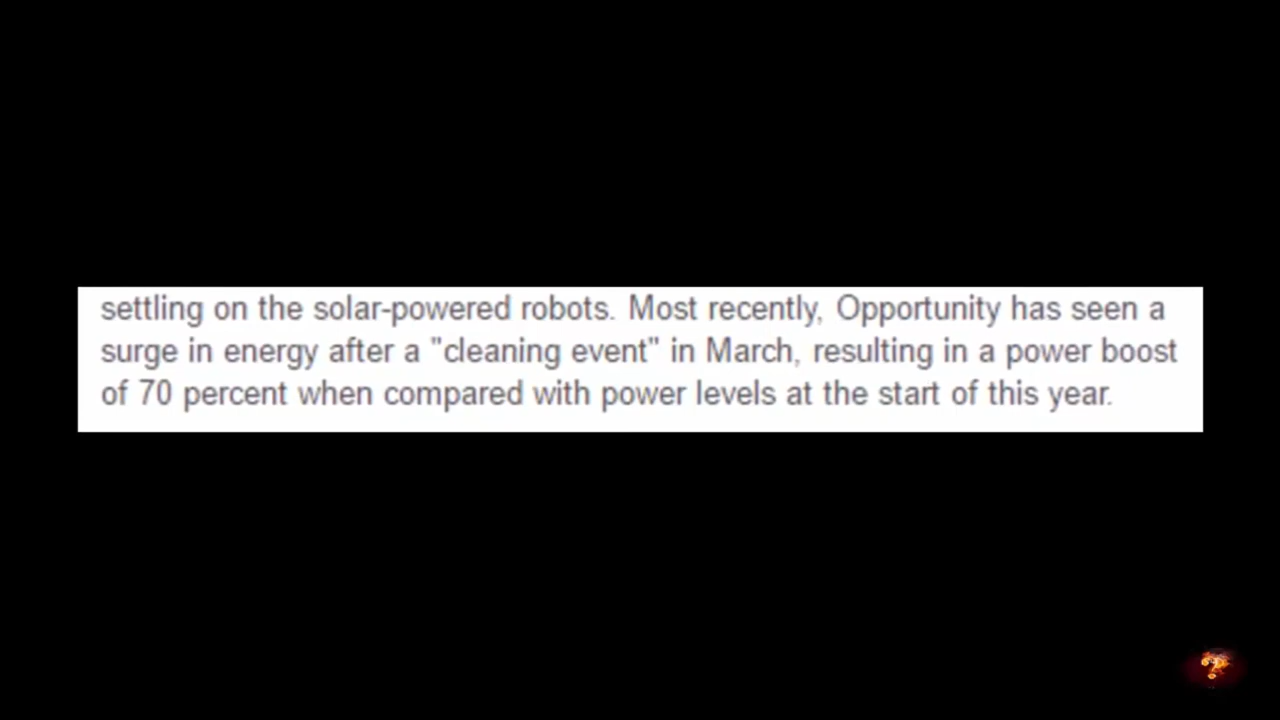 settling on the solar-powered robots. Most recently, Opportunity has seen a
surge in energy after a "cleaning event" in March, resulting in a power boost
of 70 percent when compared with power levels at the start of this year.